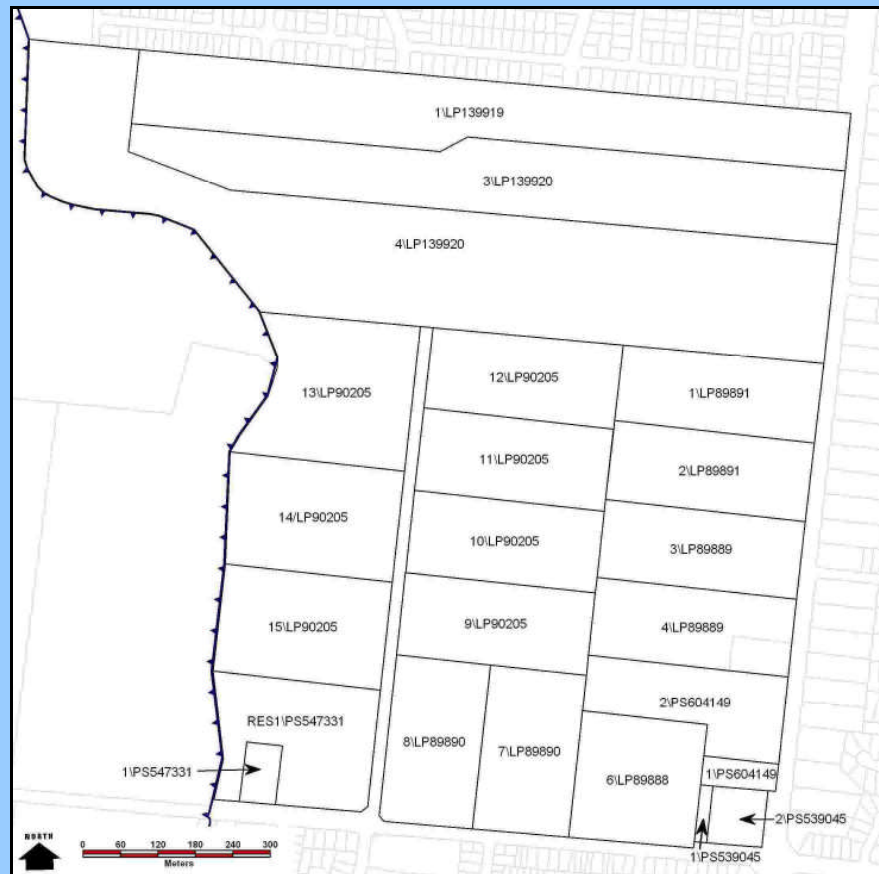 1\LP139919
3\LP139920
4\LP139920
13\LP90205
12\LP90205
1\LP89891
11\LP90205
2\LP89891
14/LP90205
10\LP90205
3\LP89889
15\LP90205
9\LP90205
4\LP89889
2\PS604149
RES1\PS547331
8\LP89890
7\LP89890
6\LP89888
1\PS547331
1\PS604149
2\PS539045
1\PS539045
NORTH
0 60 120 180 240 300
Meters